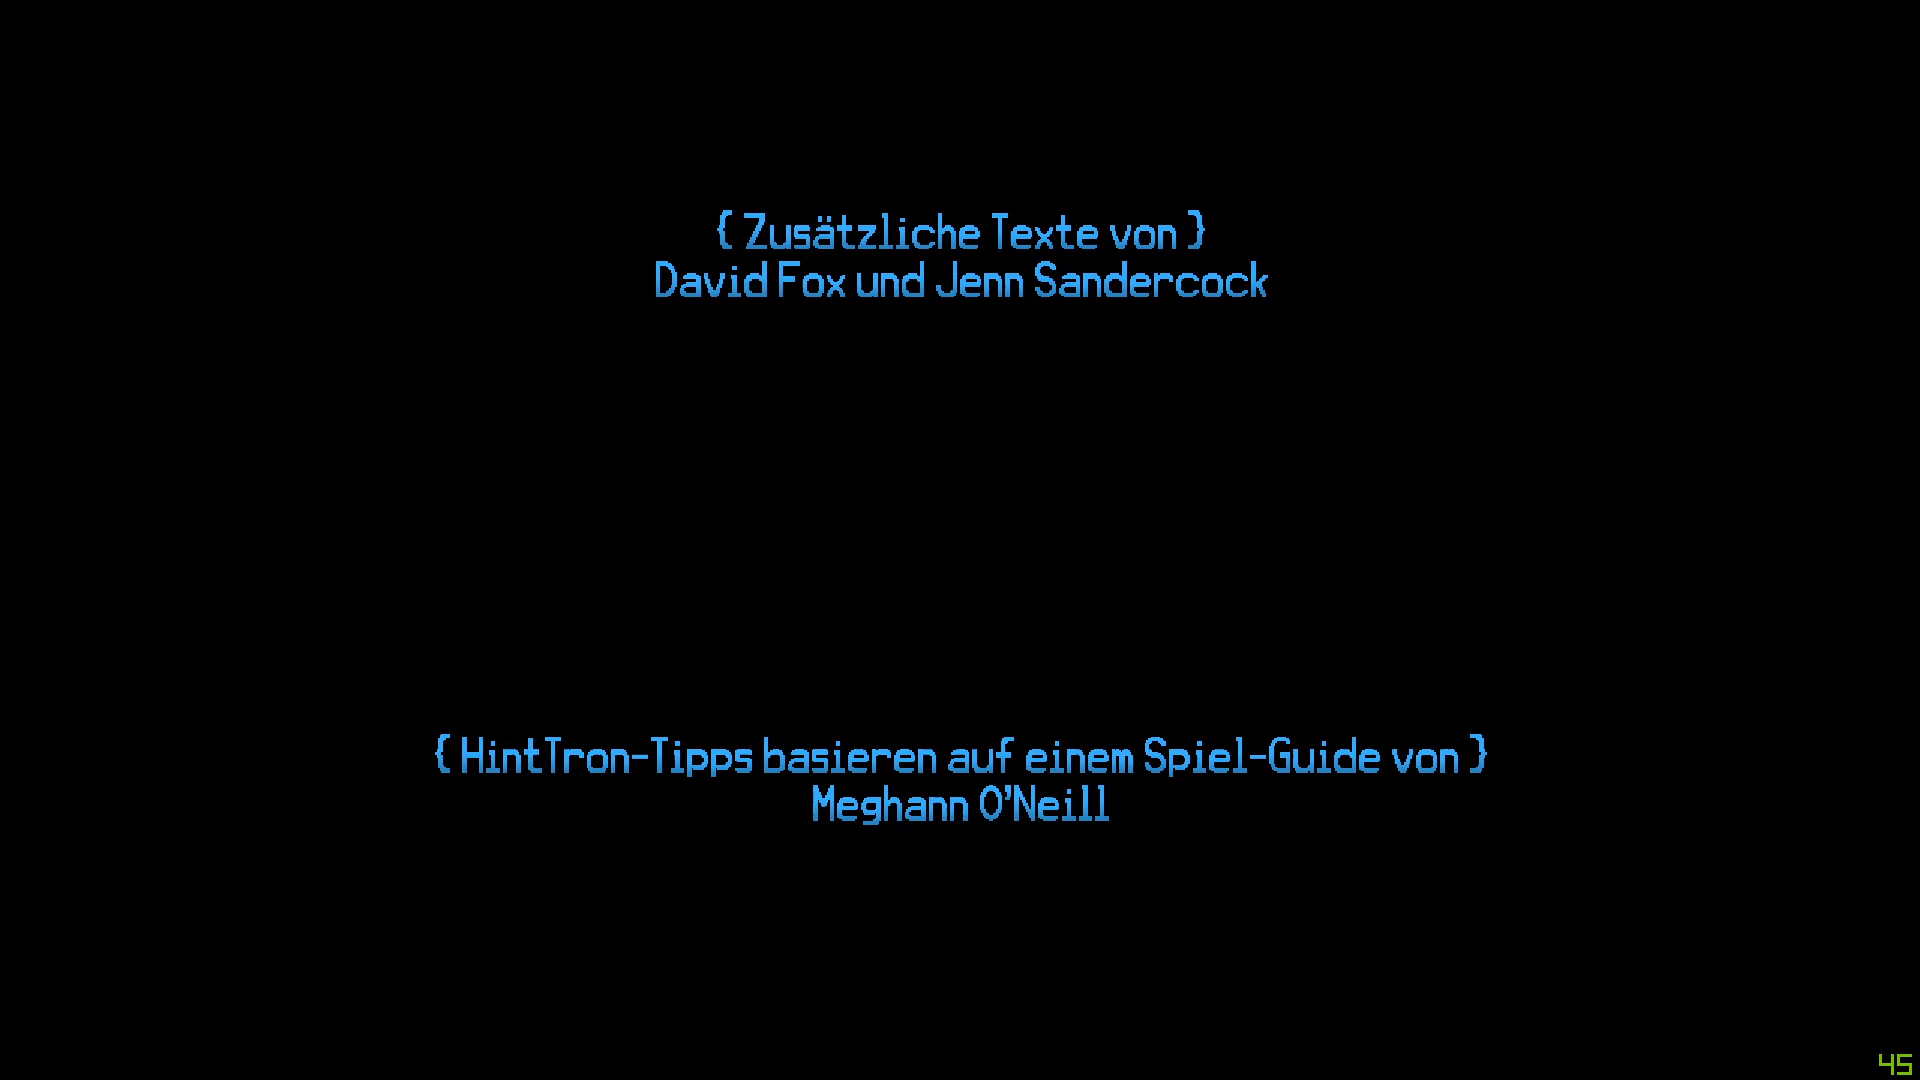 { Zusätzliche Texte von }
David Fox und Jenn Sandercock
{ HintTron-Tipps basieren auf einem Spiel-Guide von }
Meghann O'Neill
45